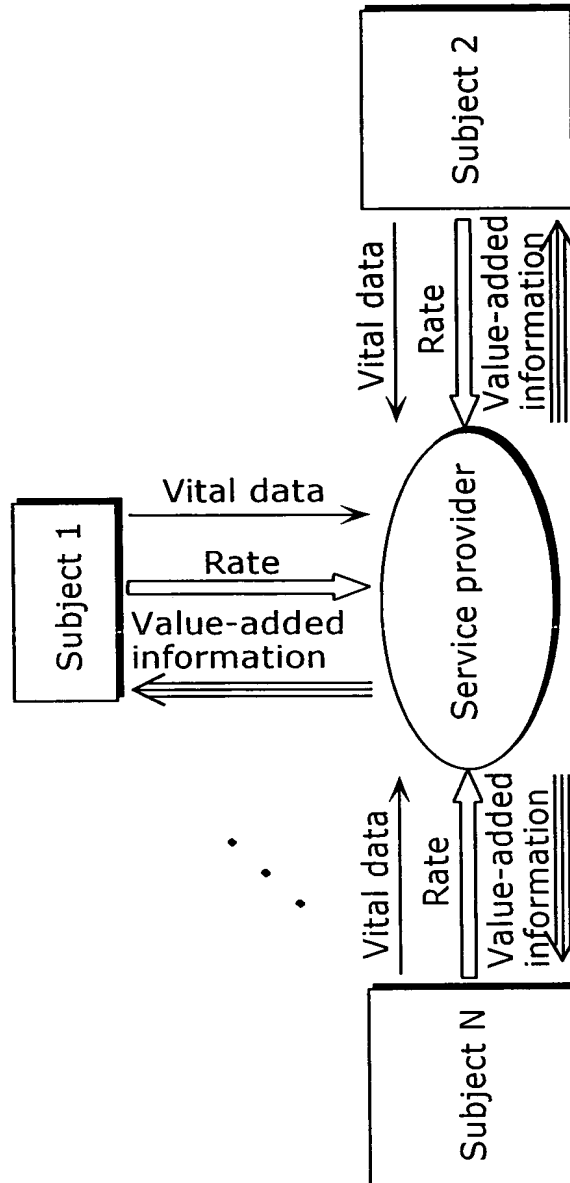 Subject 1
Vital data
Rate
Value-added
information
Subject 2
Vital data
Rate
Value-added
information
Service provider
Vital data
Rate
Value-added
information
Subject N